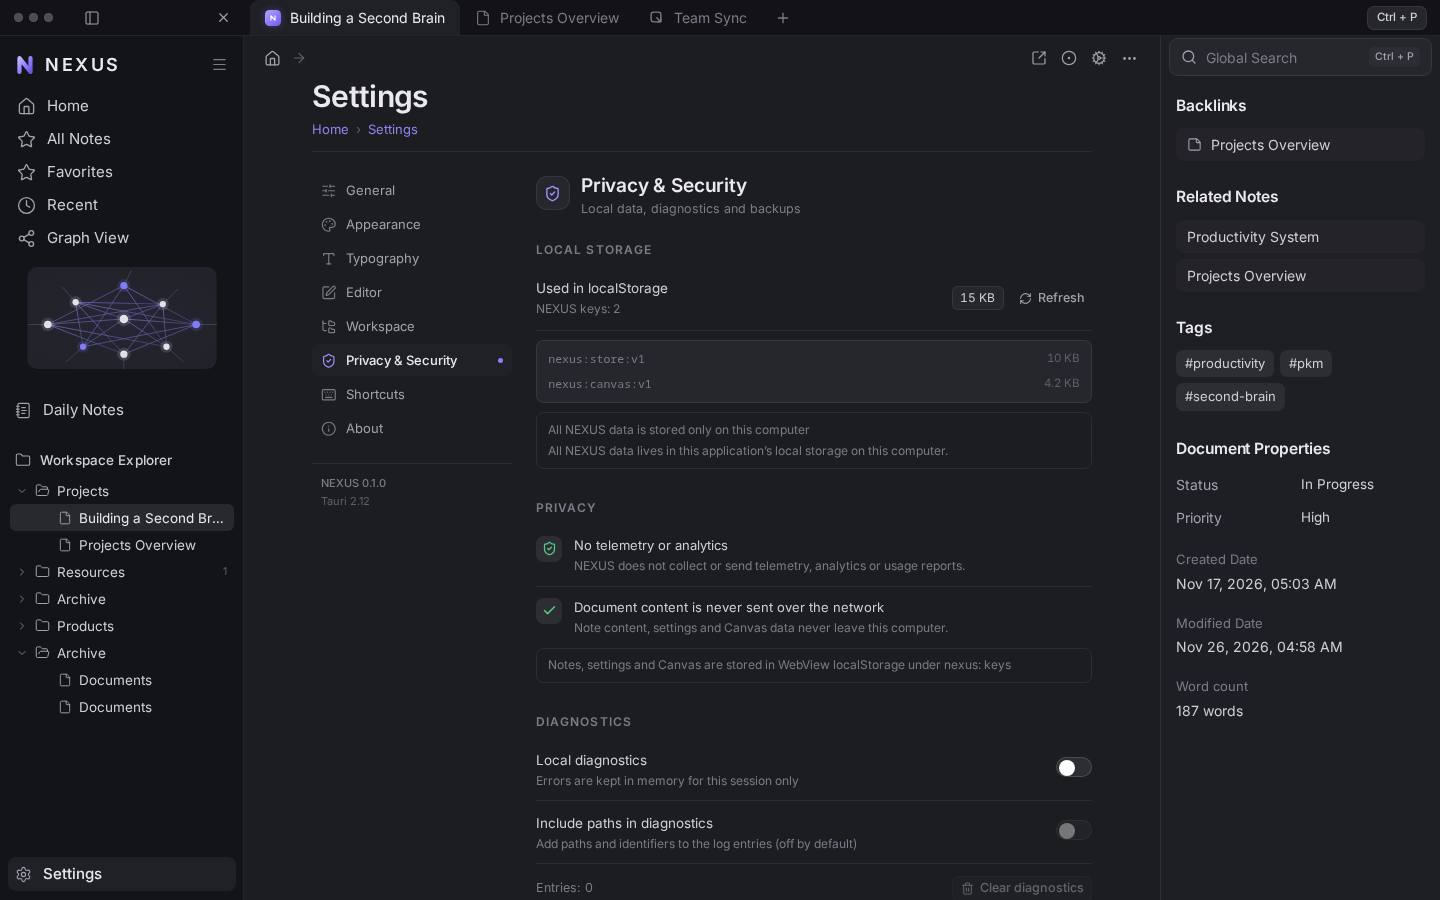 Building a Second Brain
Projects Overview
Team Sync
Ctrl + P
NEXUS
Home
All Notes
Favorites
Recent
Graph View
Daily Notes
Workspace Explorer
Projects
Building a Second Br...
Projects Overview
Resources 1
Archive
Products
Archive
Documents
Documents
Settings
Settings
Home › Settings
General
Appearance
Typography
Editor
Workspace
Privacy & Security
Shortcuts
About
NEXUS 0.1.0
Tauri 2.12
Privacy & Security
Local data, diagnostics and backups
LOCAL STORAGE
Used in localStorage
NEXUS keys: 2
15 KB
Refresh
nexus:store:v1 10 KB
nexus:canvas:v1 4.2 KB
All NEXUS data is stored only on this computer
All NEXUS data lives in this application's local storage on this computer.
PRIVACY
No telemetry or analytics
NEXUS does not collect or send telemetry, analytics or usage reports.
Document content is never sent over the network
Note content, settings and Canvas data never leave this computer.
Notes, settings and Canvas are stored in WebView localStorage under nexus: keys
DIAGNOSTICS
Local diagnostics
Errors are kept in memory for this session only
Include paths in diagnostics
Add paths and identifiers to the log entries (off by default)
Entries: 0
Clear diagnostics
Global Search Ctrl + P
Backlinks
Projects Overview
Related Notes
Productivity System
Projects Overview
Tags
#productivity #pkm
#second-brain
Document Properties
Status In Progress
Priority High
Created Date
Nov 17, 2026, 05:03 AM
Modified Date
Nov 26, 2026, 04:58 AM
Word count
187 words